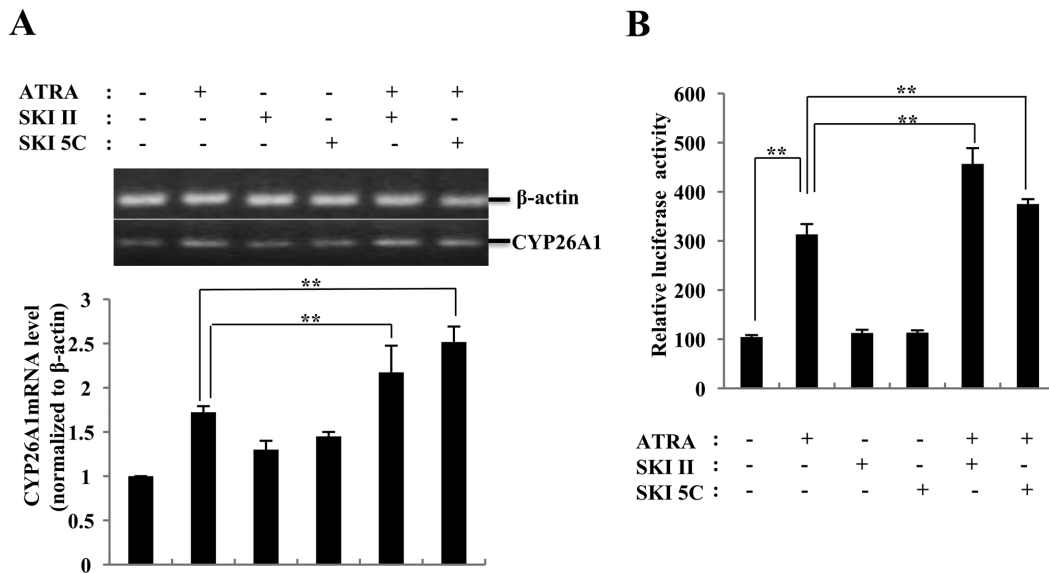 A
ATRA : - + - - + +
SKI II : - - + - + -
SKI 5C : - - - + - +
β-actin
CYP26A1
CYP26A1mRNA level
(normalized to β-actin)
3
2.5
2
1.5
1
0.5
0
**
**
B
Relative luciferase activity
600
500
400
300
200
100
0
**
**
**
ATRA : - + - - + +
SKI II : - - + - + -
SKI 5C : - - - + - +